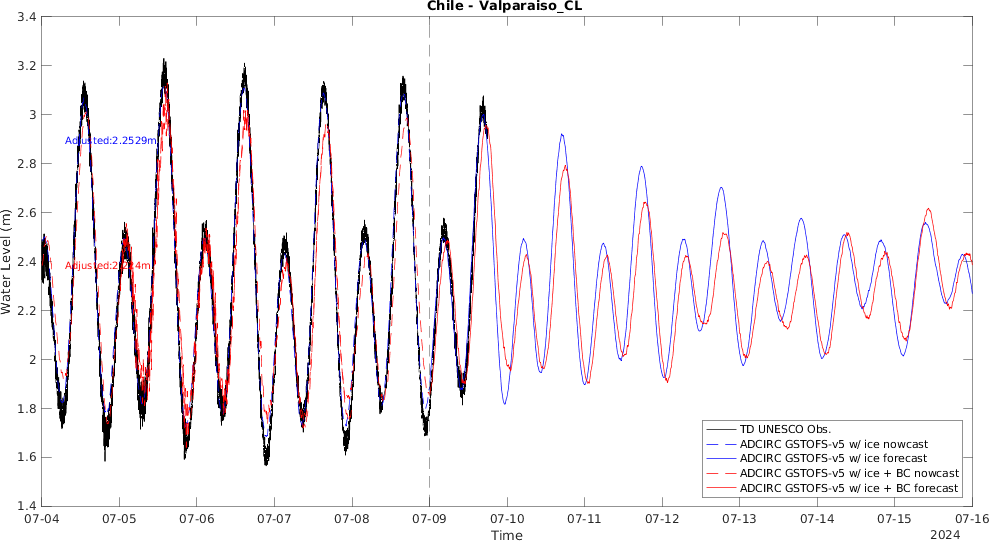 Chile - Valparaiso_CL
3.4
3.2
3
2.8
2.6
2.4
2.2
2
1.8
1.6
1.4
Water Level (m)
Adjusted:2.2529m
TD UNESCO Obs.
ADCIRC GSTOFS-v5 w/ ice nowcast
ADCIRC GSTOFS-v5 w/ ice forecast
ADCIRC GSTOFS-v5 w/ ice + BC nowcast
ADCIRC GSTOFS-v5 w/ ice + BC forecast
07-04 07-05 07-06 07-07 07-08 07-09 07-10 07-11 07-12 07-13 07-14 07-15 07-16
Time
2024